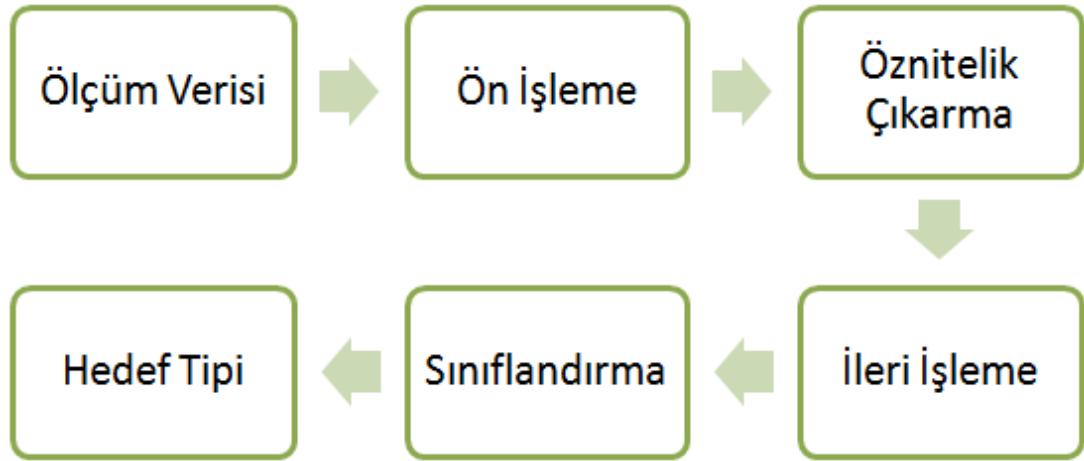 Ölçüm Verisi
Ön İşleme
Öznitelik
Çıkarma
İleri İşleme
Sınıflandırma
Hedef Tipi